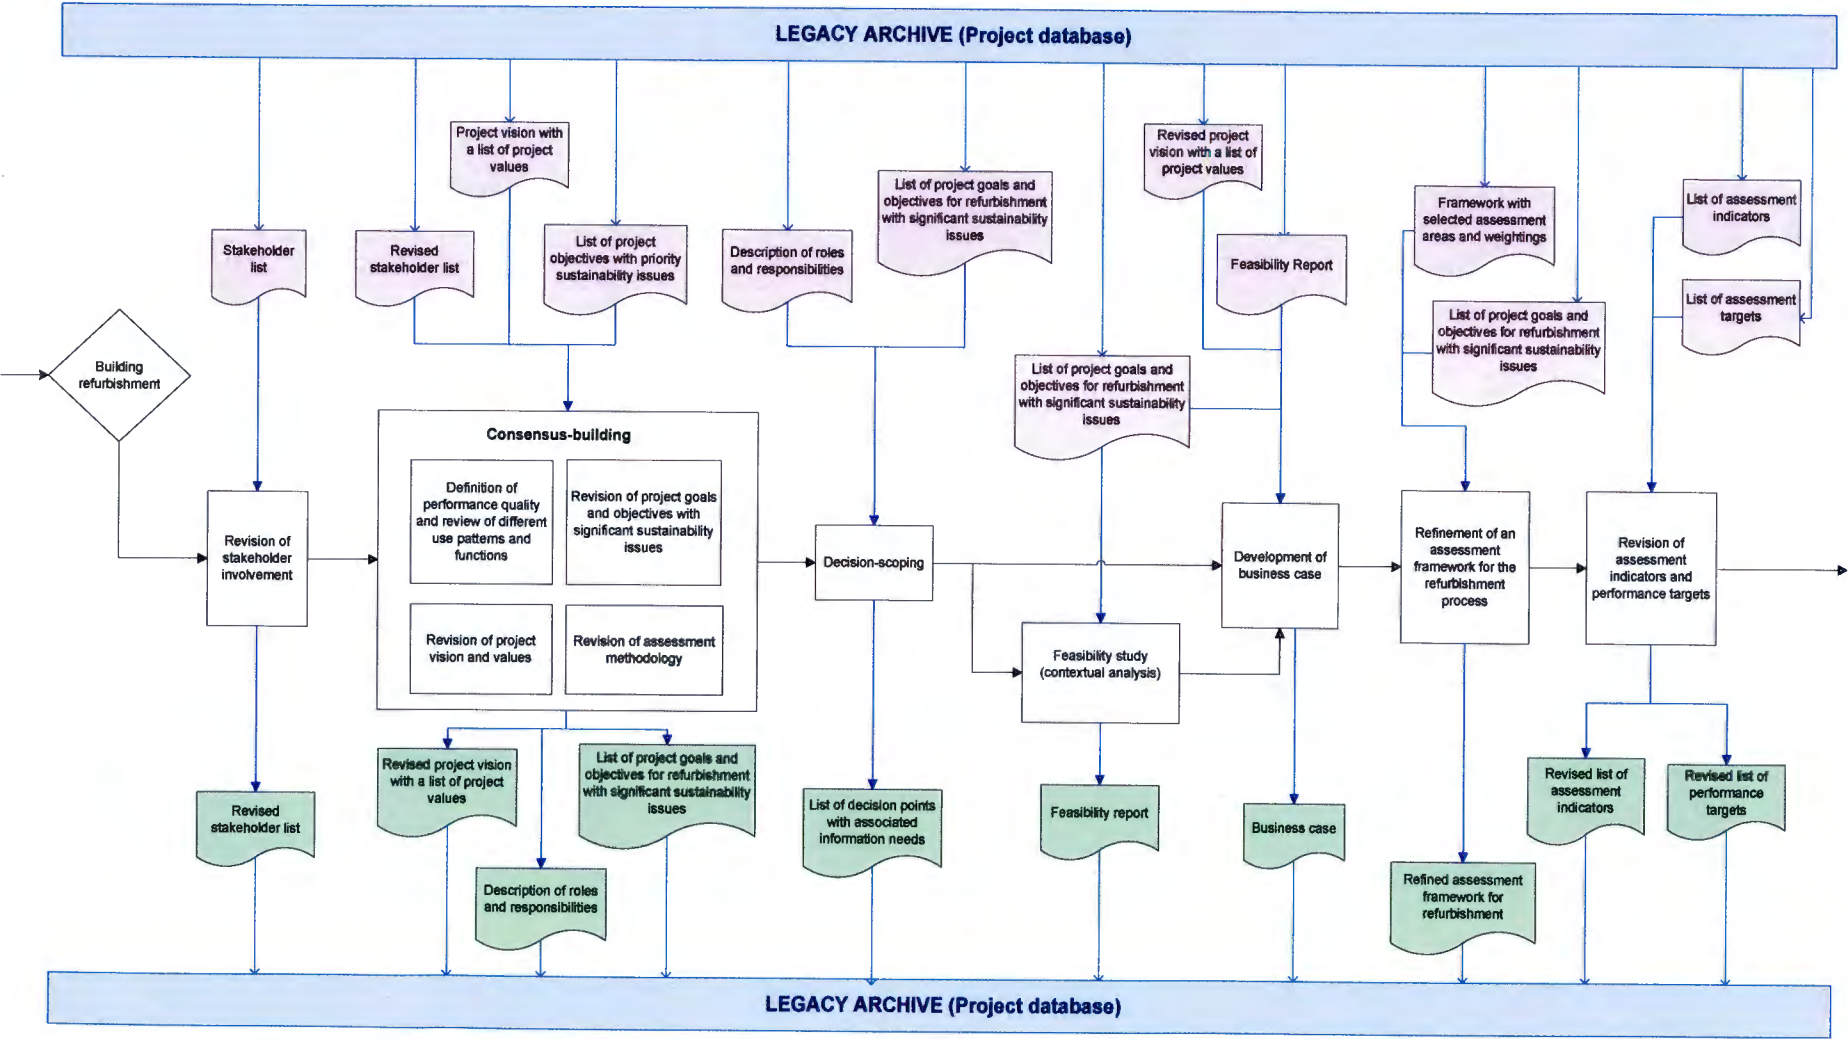 LEGACY ARCHIVE (Project database)
Project vision with
a list of project
values
Revised project
vision with a list of
project values
List of project goals and
objectives for refurbishment
with significant sustainability
issues
Framework with
selected assessment
areas and weightings
List of assessment
indicators
Stakeholder
list
Revised
stakeholder list
List of project
objectives with priority
sustainability issues
Description of roles
and responsibilities
Feasibility Report
List of assessment
targets
List of project goals and
objectives for refurbishment
with significant sustainability
issues
Building
refurbishment
List of project goals and
objectives for refurbishment
with significant sustainability
issues
Consensus-building
Definition of
performance quality
and review of different
use patterns and
functions
Revision of project goals
and objectives with
significant sustainability
issues
Revision of project
vision and values
Revision of assessment
methodology
Revision of
stakeholder
involvement
Decision-scoping
Development of
business case
Refinement of an
assessment
framework for the
refurbishment
process
Revision of
assessment
indicators and
performance targets
Feasibility study
(contextual analysis)
Revised
stakeholder list
Revised project vision
with a list of project
values
List of project goals and
objectives for refurbishment
with significant sustainability
issues
Description of roles
and responsibilities
List of decision points
with associated
information needs
Feasibility report
Business case
Refined assessment
framework for
refurbishment
Revised list of
assessment
indicators
Revised list of
performance
targets
LEGACY ARCHIVE (Project database)